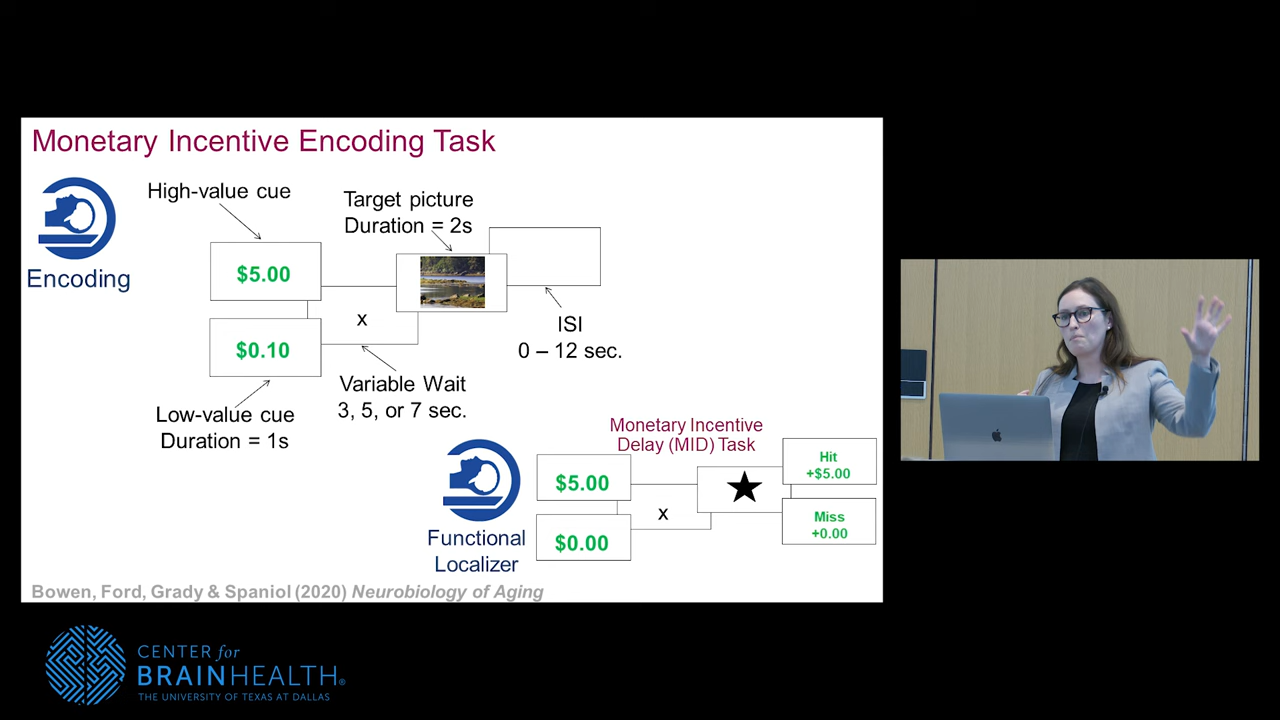 Monetary Incentive Encoding Task
High-value cue
Target picture
Duration = 2s
Encoding
$5.00
x
$0.10
ISI
0 – 12 sec.
Variable Wait
3, 5, or 7 sec.
Low-value cue
Duration = 1s
Monetary Incentive
Delay (MID) Task
Functional
Localizer
$5.00
x
$0.00
Hit
+$5.00
Miss
+0.00
Bowen, Ford, Grady & Spaniol (2020) Neurobiology of Aging
CENTER for
BRAINHEALTH®
THE UNIVERSITY OF TEXAS AT DALLAS